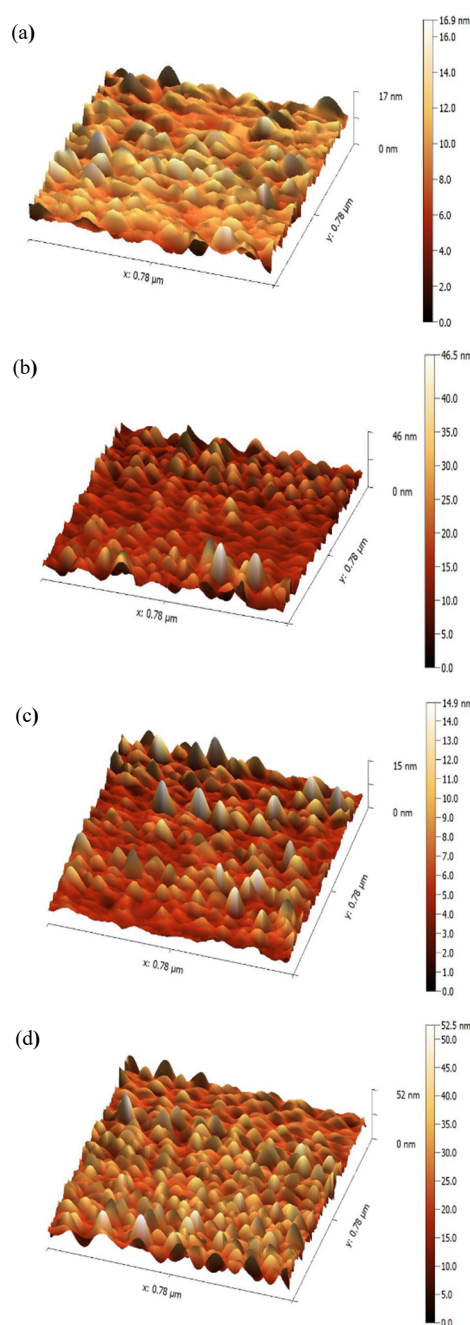 (a)
17 nm
0 nm
y: 0.78 µm
x: 0.78 µm
16.9 nm
16.0
14.0
12.0
10.0
8.0
6.0
4.0
2.0
0.0
(b)
46 nm
0 nm
y: 0.78 µm
x: 0.78 µm
46.5 nm
40.0
35.0
30.0
25.0
20.0
15.0
10.0
5.0
0.0
(c)
15 nm
0 nm
y: 0.78 µm
x: 0.78 µm
14.9 nm
14.0
13.0
12.0
11.0
10.0
9.0
8.0
7.0
6.0
5.0
4.0
3.0
2.0
1.0
0.0
(d)
52 nm
0 nm
y: 0.78 µm
x: 0.78 µm
52.5 nm
50.0
45.0
40.0
35.0
30.0
25.0
20.0
15.0
10.0
5.0
0.0